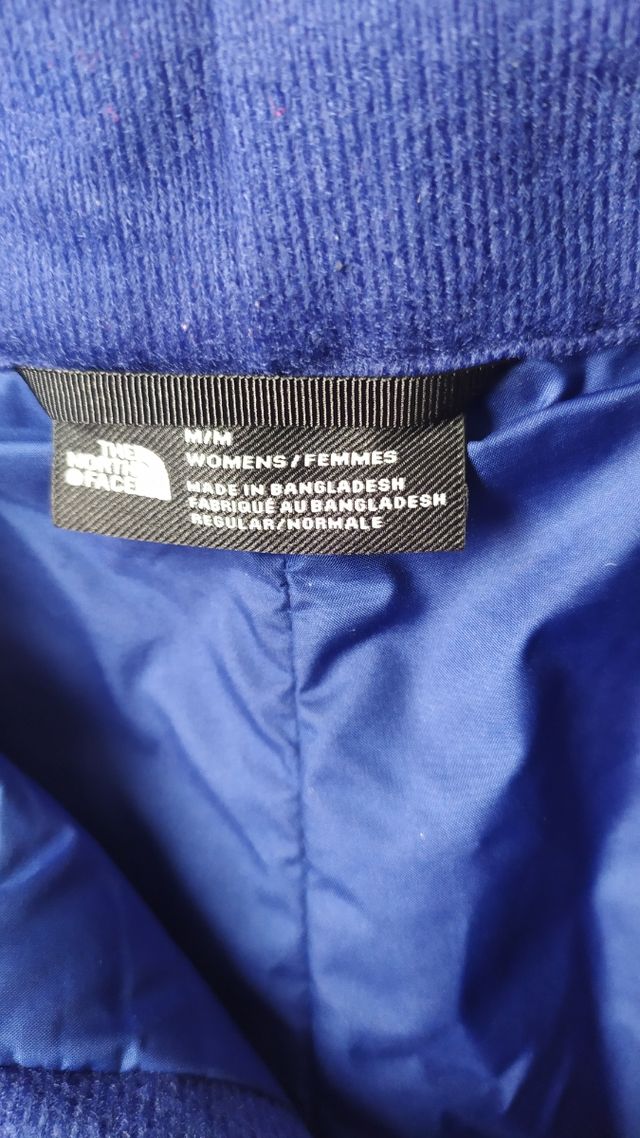 THE
NORTH
FACE
M/M
WOMENS/FEMMES
MADE IN BANGLADESH
FABRIQUÉ AU BANGLADESH
REGULAR/NORMALE